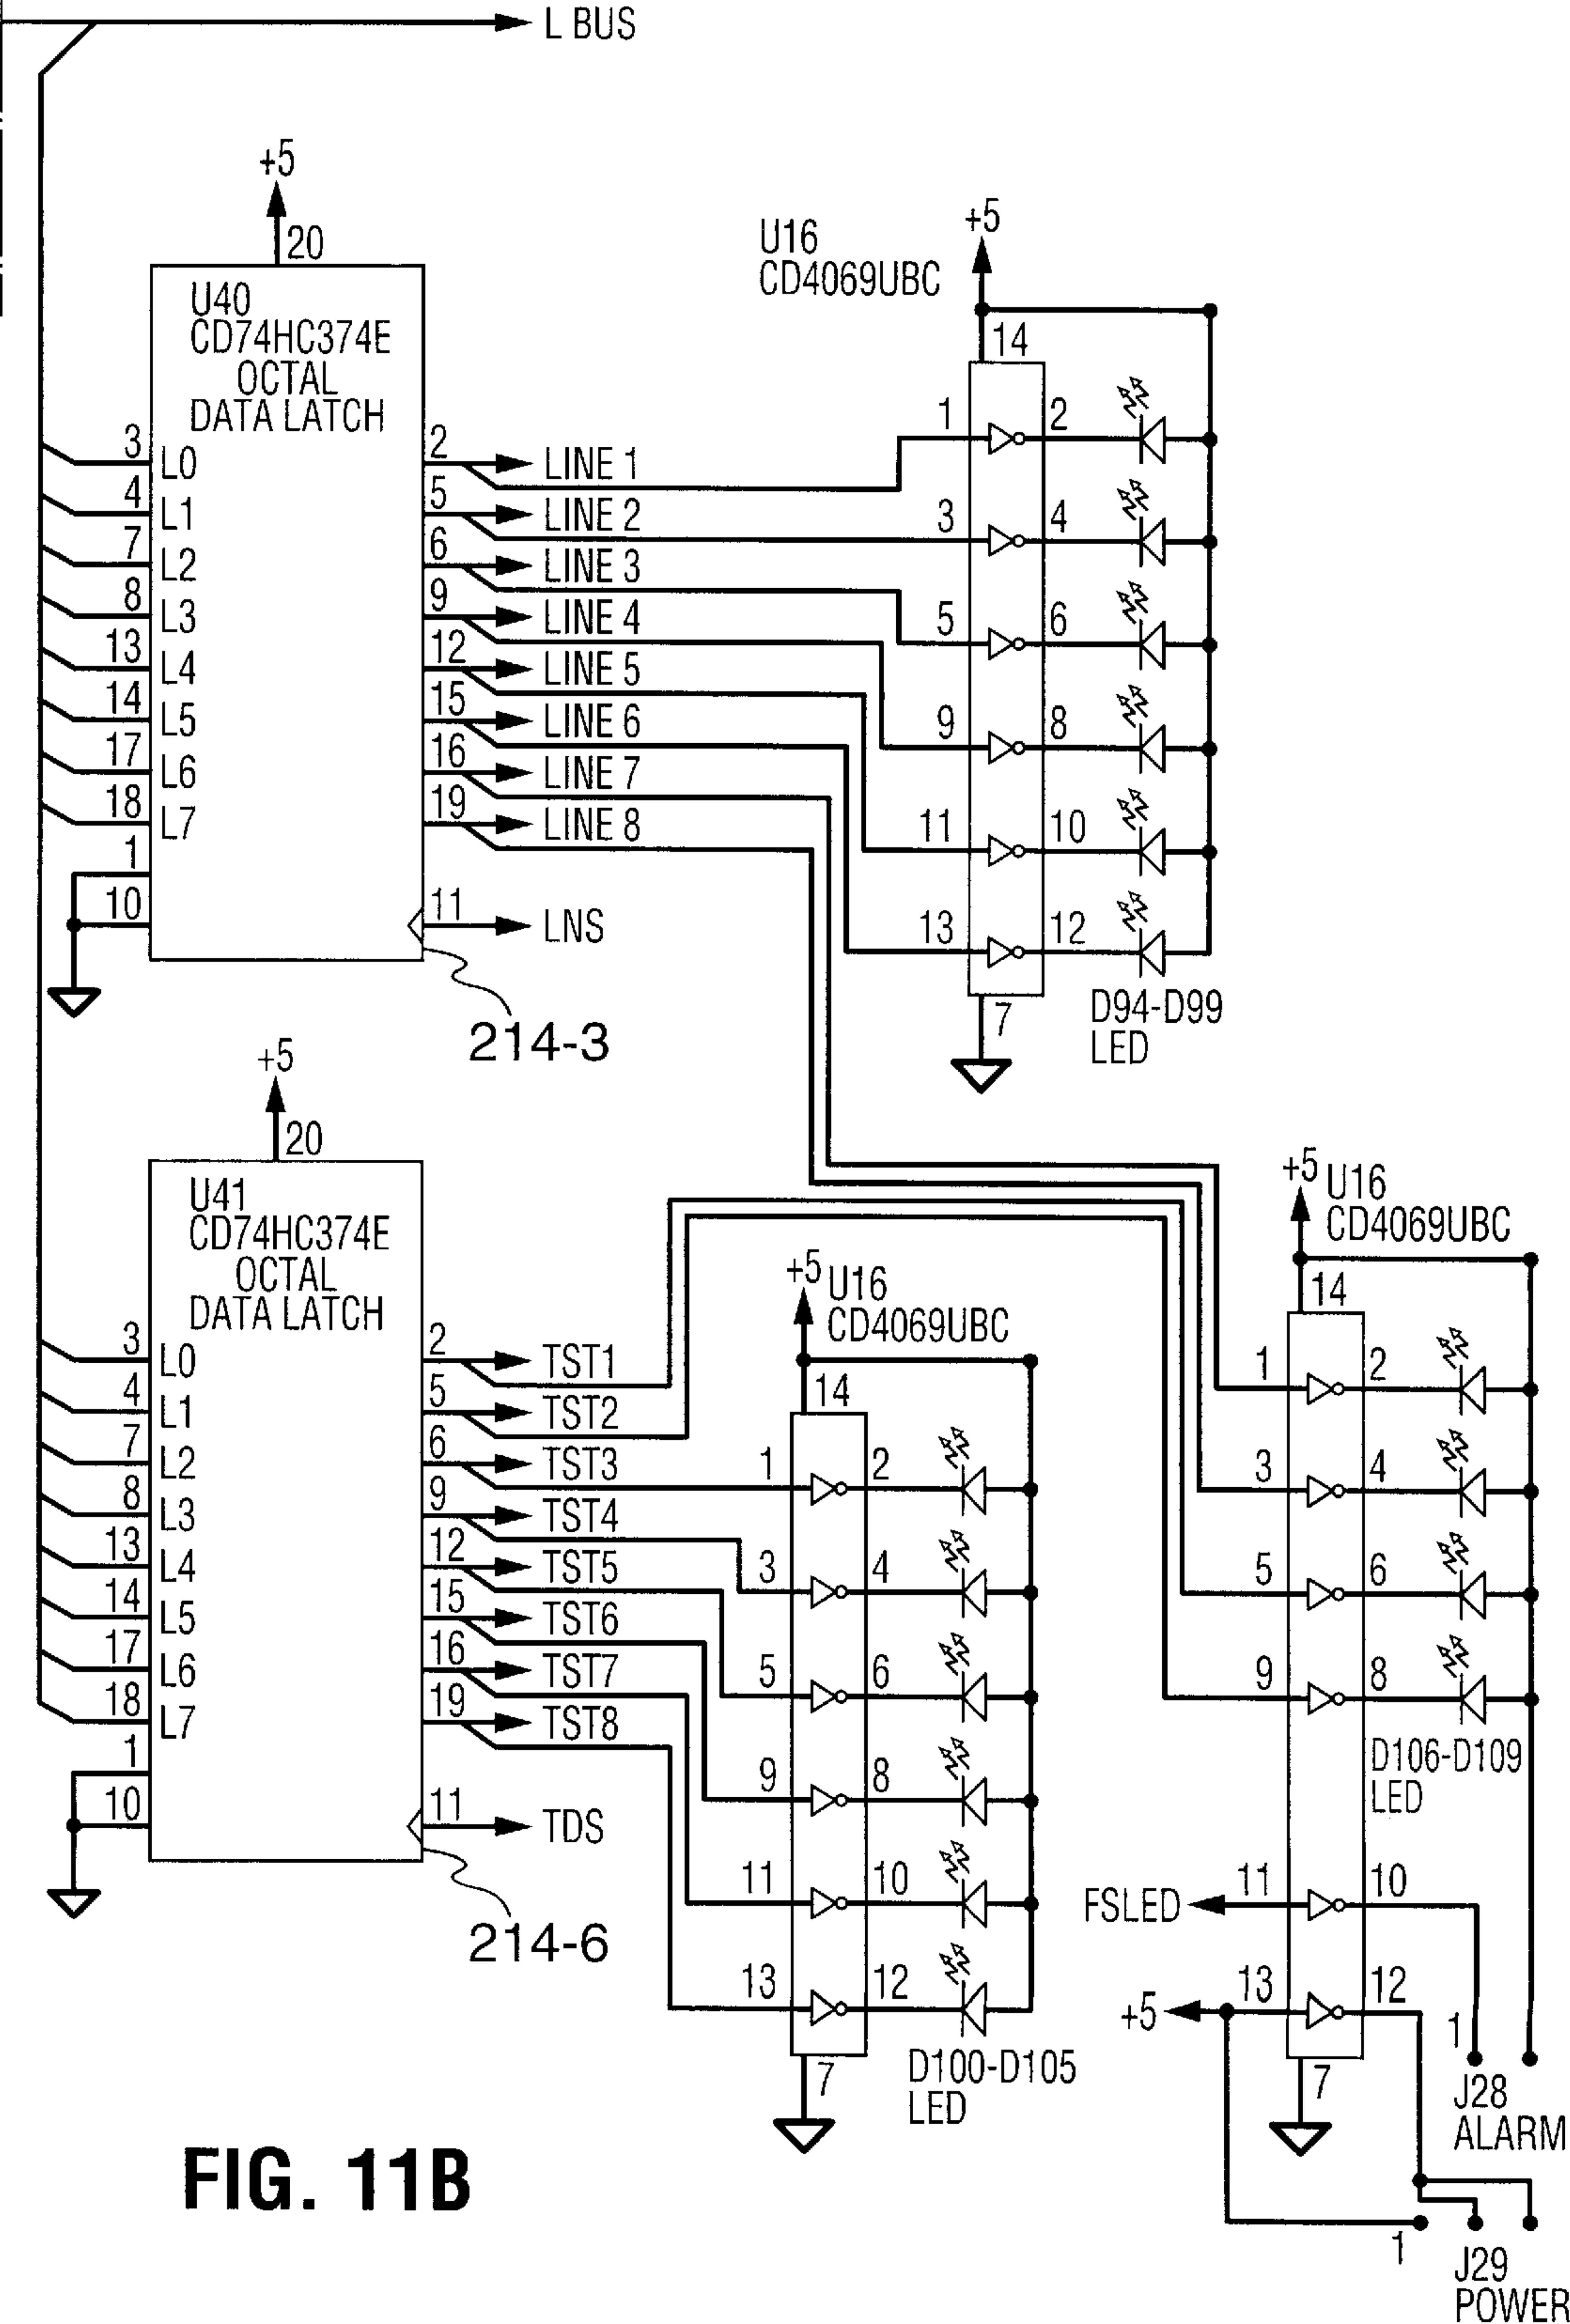 L BUS
+5
20
U40
CD74HC374E
OCTAL
DATA LATCH
3 L0 2 LINE 1
4 L1 5 LINE 2
7 L2 6 LINE 3
8 L3 9 LINE 4
13 L4 12 LINE 5
14 L5 15 LINE 6
17 L6 16 LINE 7
18 L7 19 LINE 8
1
10 11 LNS
214-3
+5
U16
CD4069UBC
14
1 2
3 4
5 6
9 8
11 10
13 12
7
D94-D99
LED
+5
20
U41
CD74HC374E
OCTAL
DATA LATCH
3 L0 2 TST1
4 L1 5 TST2
7 L2 6 TST3
8 L3 9 TST4
13 L4 12 TST5
14 L5 15 TST6
17 L6 16 TST7
18 L7 19 TST8
1
10 11 TDS
214-6
+5 U16
CD4069UBC
14
1 2
3 4
5 6
9 8
11 10
13 12
7
D100-D105
LED
+5 U16
CD4069UBC
14
1 2
3 4
5 6
9 8
D106-D109
LED
FSLED 11 10
+5 13 12
7
1
J28
ALARM
1
J29
POWER
FIG. 11B